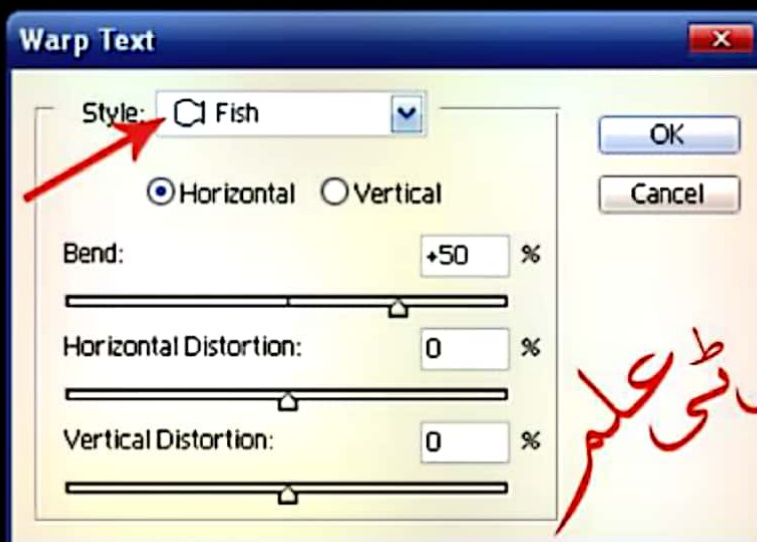 Warp Text
Style: Fish
OK
Horizontal Vertical
Cancel
Bend: +50 %
Horizontal Distortion: 0 %
Vertical Distortion: 0 %
علم